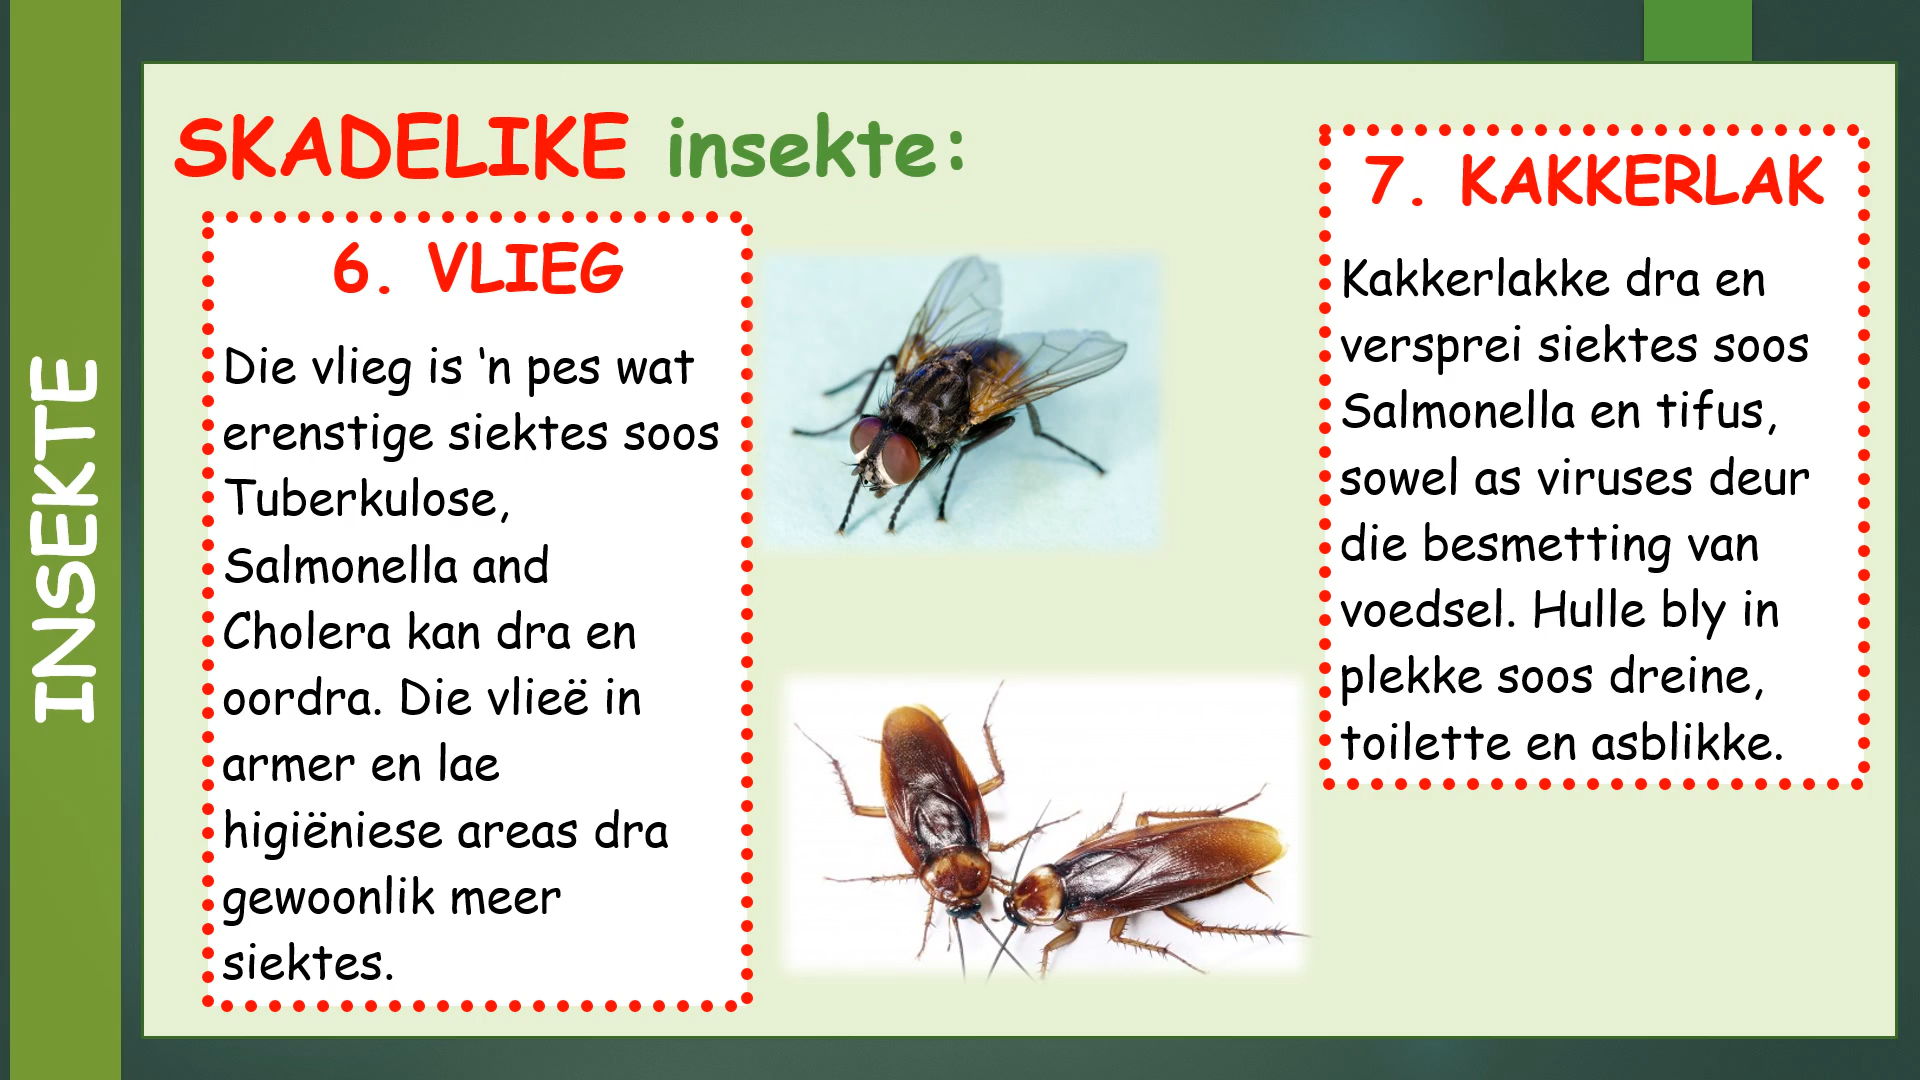 INSEKTE
SKADELIKE insekte:
6. VLIEG
Die vlieg is ‘n pes wat
erenstige siektes soos
Tuberkulose,
Salmonella and
Cholera kan dra en
oordra. Die vlieë in
armer en lae
higiëniese areas dra
gewoonlik meer
siektes.
7. KAKKERLAK
Kakkerlakke dra en
versprei siektes soos
Salmonella en tifus,
sowel as viruses deur
die besmetting van
voedsel. Hulle bly in
plekke soos dreine,
toilette en asblikke.